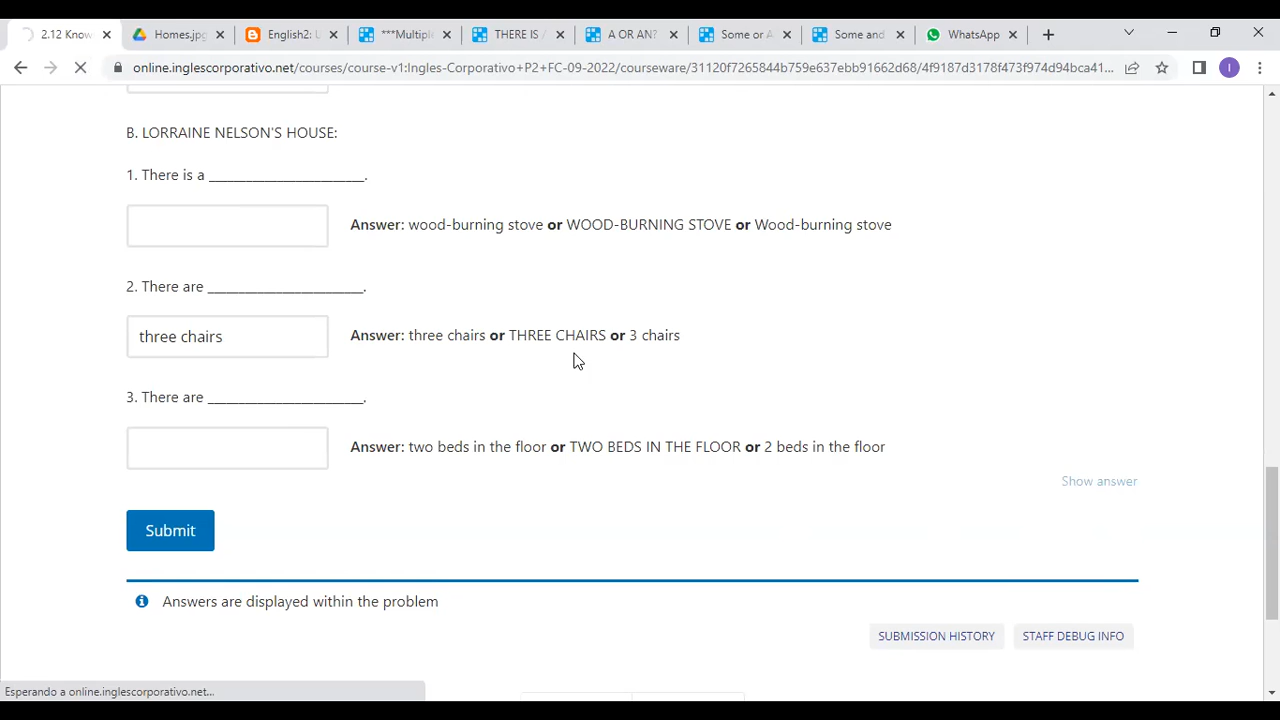 2.12 Know
Homes.jpg
English2: L
***Multiple
THERE IS /
A OR AN?
Some or A
Some and
WhatsApp
online.inglescorporativo.net/courses/course-v1:Ingles-Corporativo+P2+FC-09-2022/courseware/31120f7265844b759e637ebb91662d68/4f9187d3178f473f974d94bca41...
B. LORRAINE NELSON'S HOUSE:
1. There is a ________________________.
Answer: wood-burning stove or WOOD-BURNING STOVE or Wood-burning stove
2. There are ________________________.
three chairs
Answer: three chairs or THREE CHAIRS or 3 chairs
3. There are ________________________.
Answer: two beds in the floor or TWO BEDS IN THE FLOOR or 2 beds in the floor
Show answer
Submit
Answers are displayed within the problem
SUBMISSION HISTORY
STAFF DEBUG INFO
Esperando a online.inglescorporativo.net...